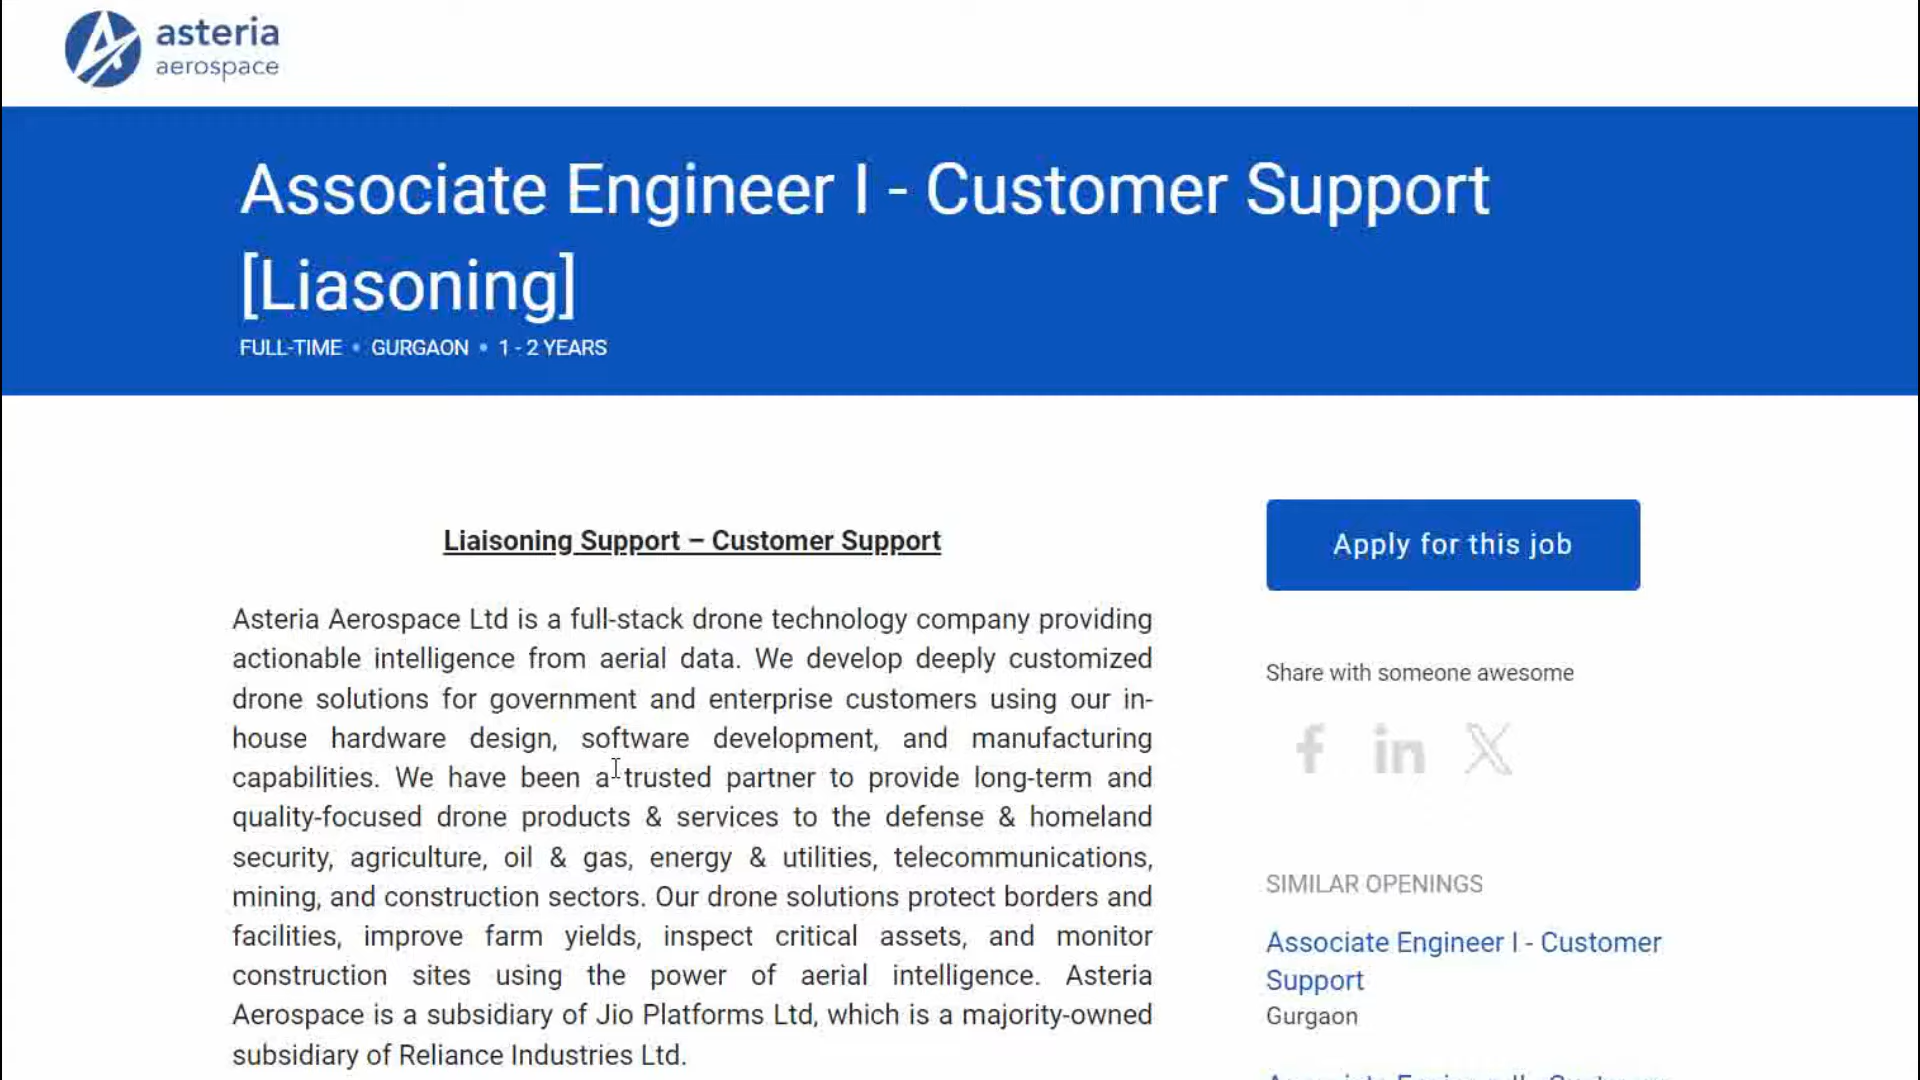 asteria
aerospace
Associate Engineer I - Customer Support
[Liasoning]
FULL-TIME • GURGAON • 1 - 2 YEARS
Liaisoning Support – Customer Support
Asteria Aerospace Ltd is a full-stack drone technology company providing
actionable intelligence from aerial data. We develop deeply customized
drone solutions for government and enterprise customers using our in-
house hardware design, software development, and manufacturing
capabilities. We have been a trusted partner to provide long-term and
quality-focused drone products & services to the defense & homeland
security, agriculture, oil & gas, energy & utilities, telecommunications,
mining, and construction sectors. Our drone solutions protect borders and
facilities, improve farm yields, inspect critical assets, and monitor
construction sites using the power of aerial intelligence. Asteria
Aerospace is a subsidiary of Jio Platforms Ltd, which is a majority-owned
subsidiary of Reliance Industries Ltd.
Apply for this job
Share with someone awesome
SIMILAR OPENINGS
Associate Engineer I - Customer
Support
Gurgaon